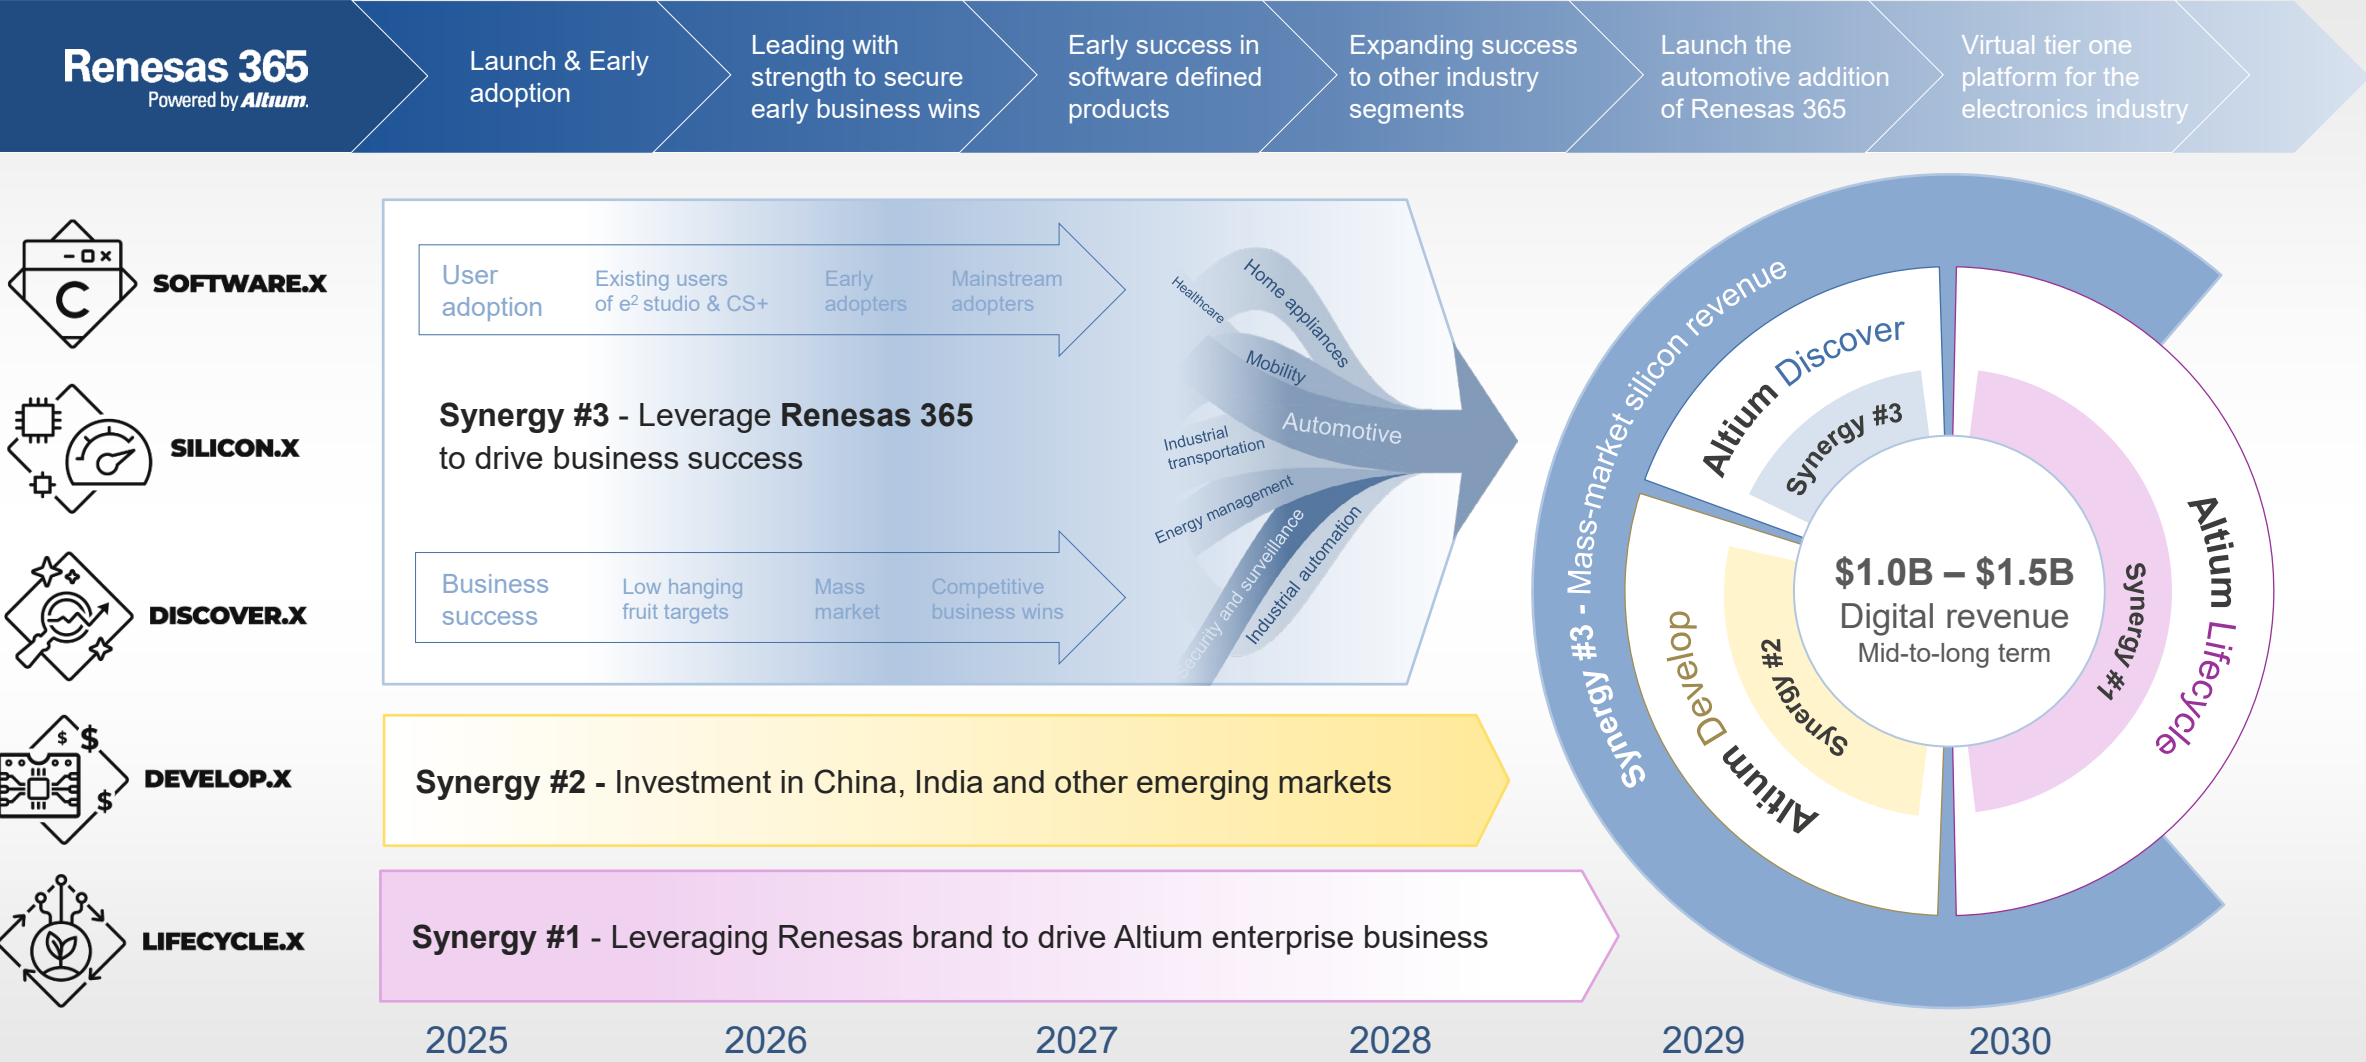 Renesas 365
Powered by Altium.
Launch & Early
adoption
Leading with
strength to secure
early business wins
Early success in
software defined
products
Expanding success
to other industry
segments
Launch the
automotive addition
of Renesas 365
Virtual tier one
platform for the
electronics industry
SOFTWARE.X
SILICON.X
DISCOVER.X
DEVELOP.X
LIFECYCLE.X
User
adoption
Existing users
of e² studio & CS+
Early
adopters
Mainstream
adopters
Synergy #3 - Leverage Renesas 365
to drive business success
Business
success
Low hanging
fruit targets
Mass
market
Competitive
business wins
Healthcare
Home appliances
Mobility
Automotive
Industrial
transportation
Energy management
Security and surveillance
Industrial automation
Synergy #2 - Investment in China, India and other emerging markets
Synergy #1 - Leveraging Renesas brand to drive Altium enterprise business
Synergy #3 - Mass-market silicon revenue
Altium Discover
Synergy #3
Altium Develop
Synergy #2
Altium Lifecycle
Synergy #1
$1.0B – $1.5B
Digital revenue
Mid-to-long term
2025
2026
2027
2028
2029
2030
C
$
$
$